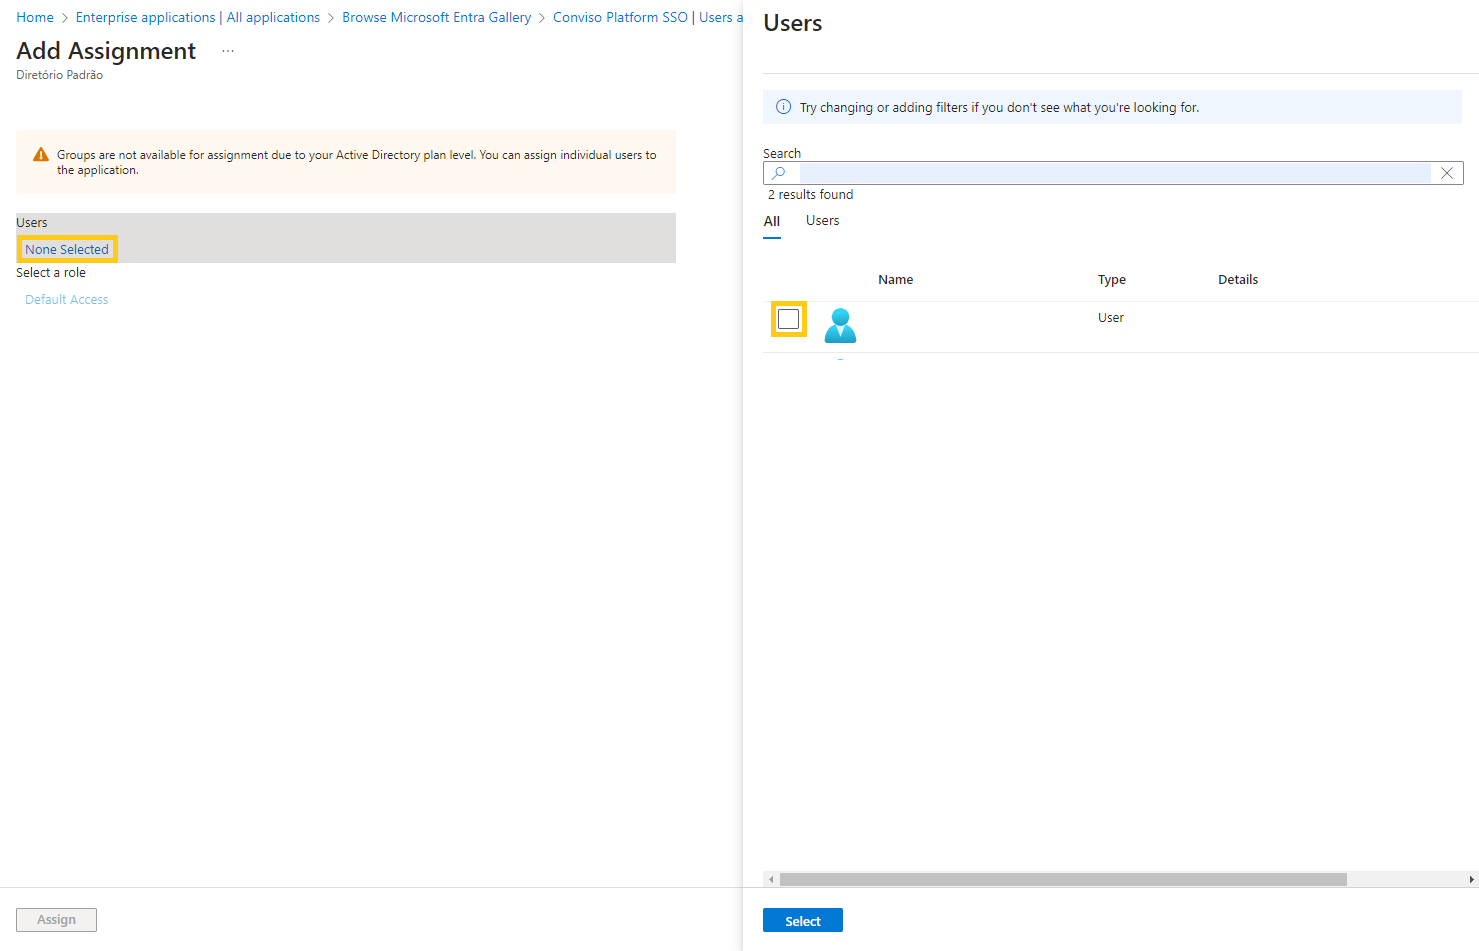 Home > Enterprise applications | All applications > Browse Microsoft Entra Gallery > Conviso Platform SSO | Users a
Add Assignment ...
Diretório Padrão
Groups are not available for assignment due to your Active Directory plan level. You can assign individual users to
the application.
Users
None Selected
Select a role
Default Access
Assign
Users
Try changing or adding filters if you don't see what you're looking for.
Search
2 results found
All Users
Name Type Details
User
Select